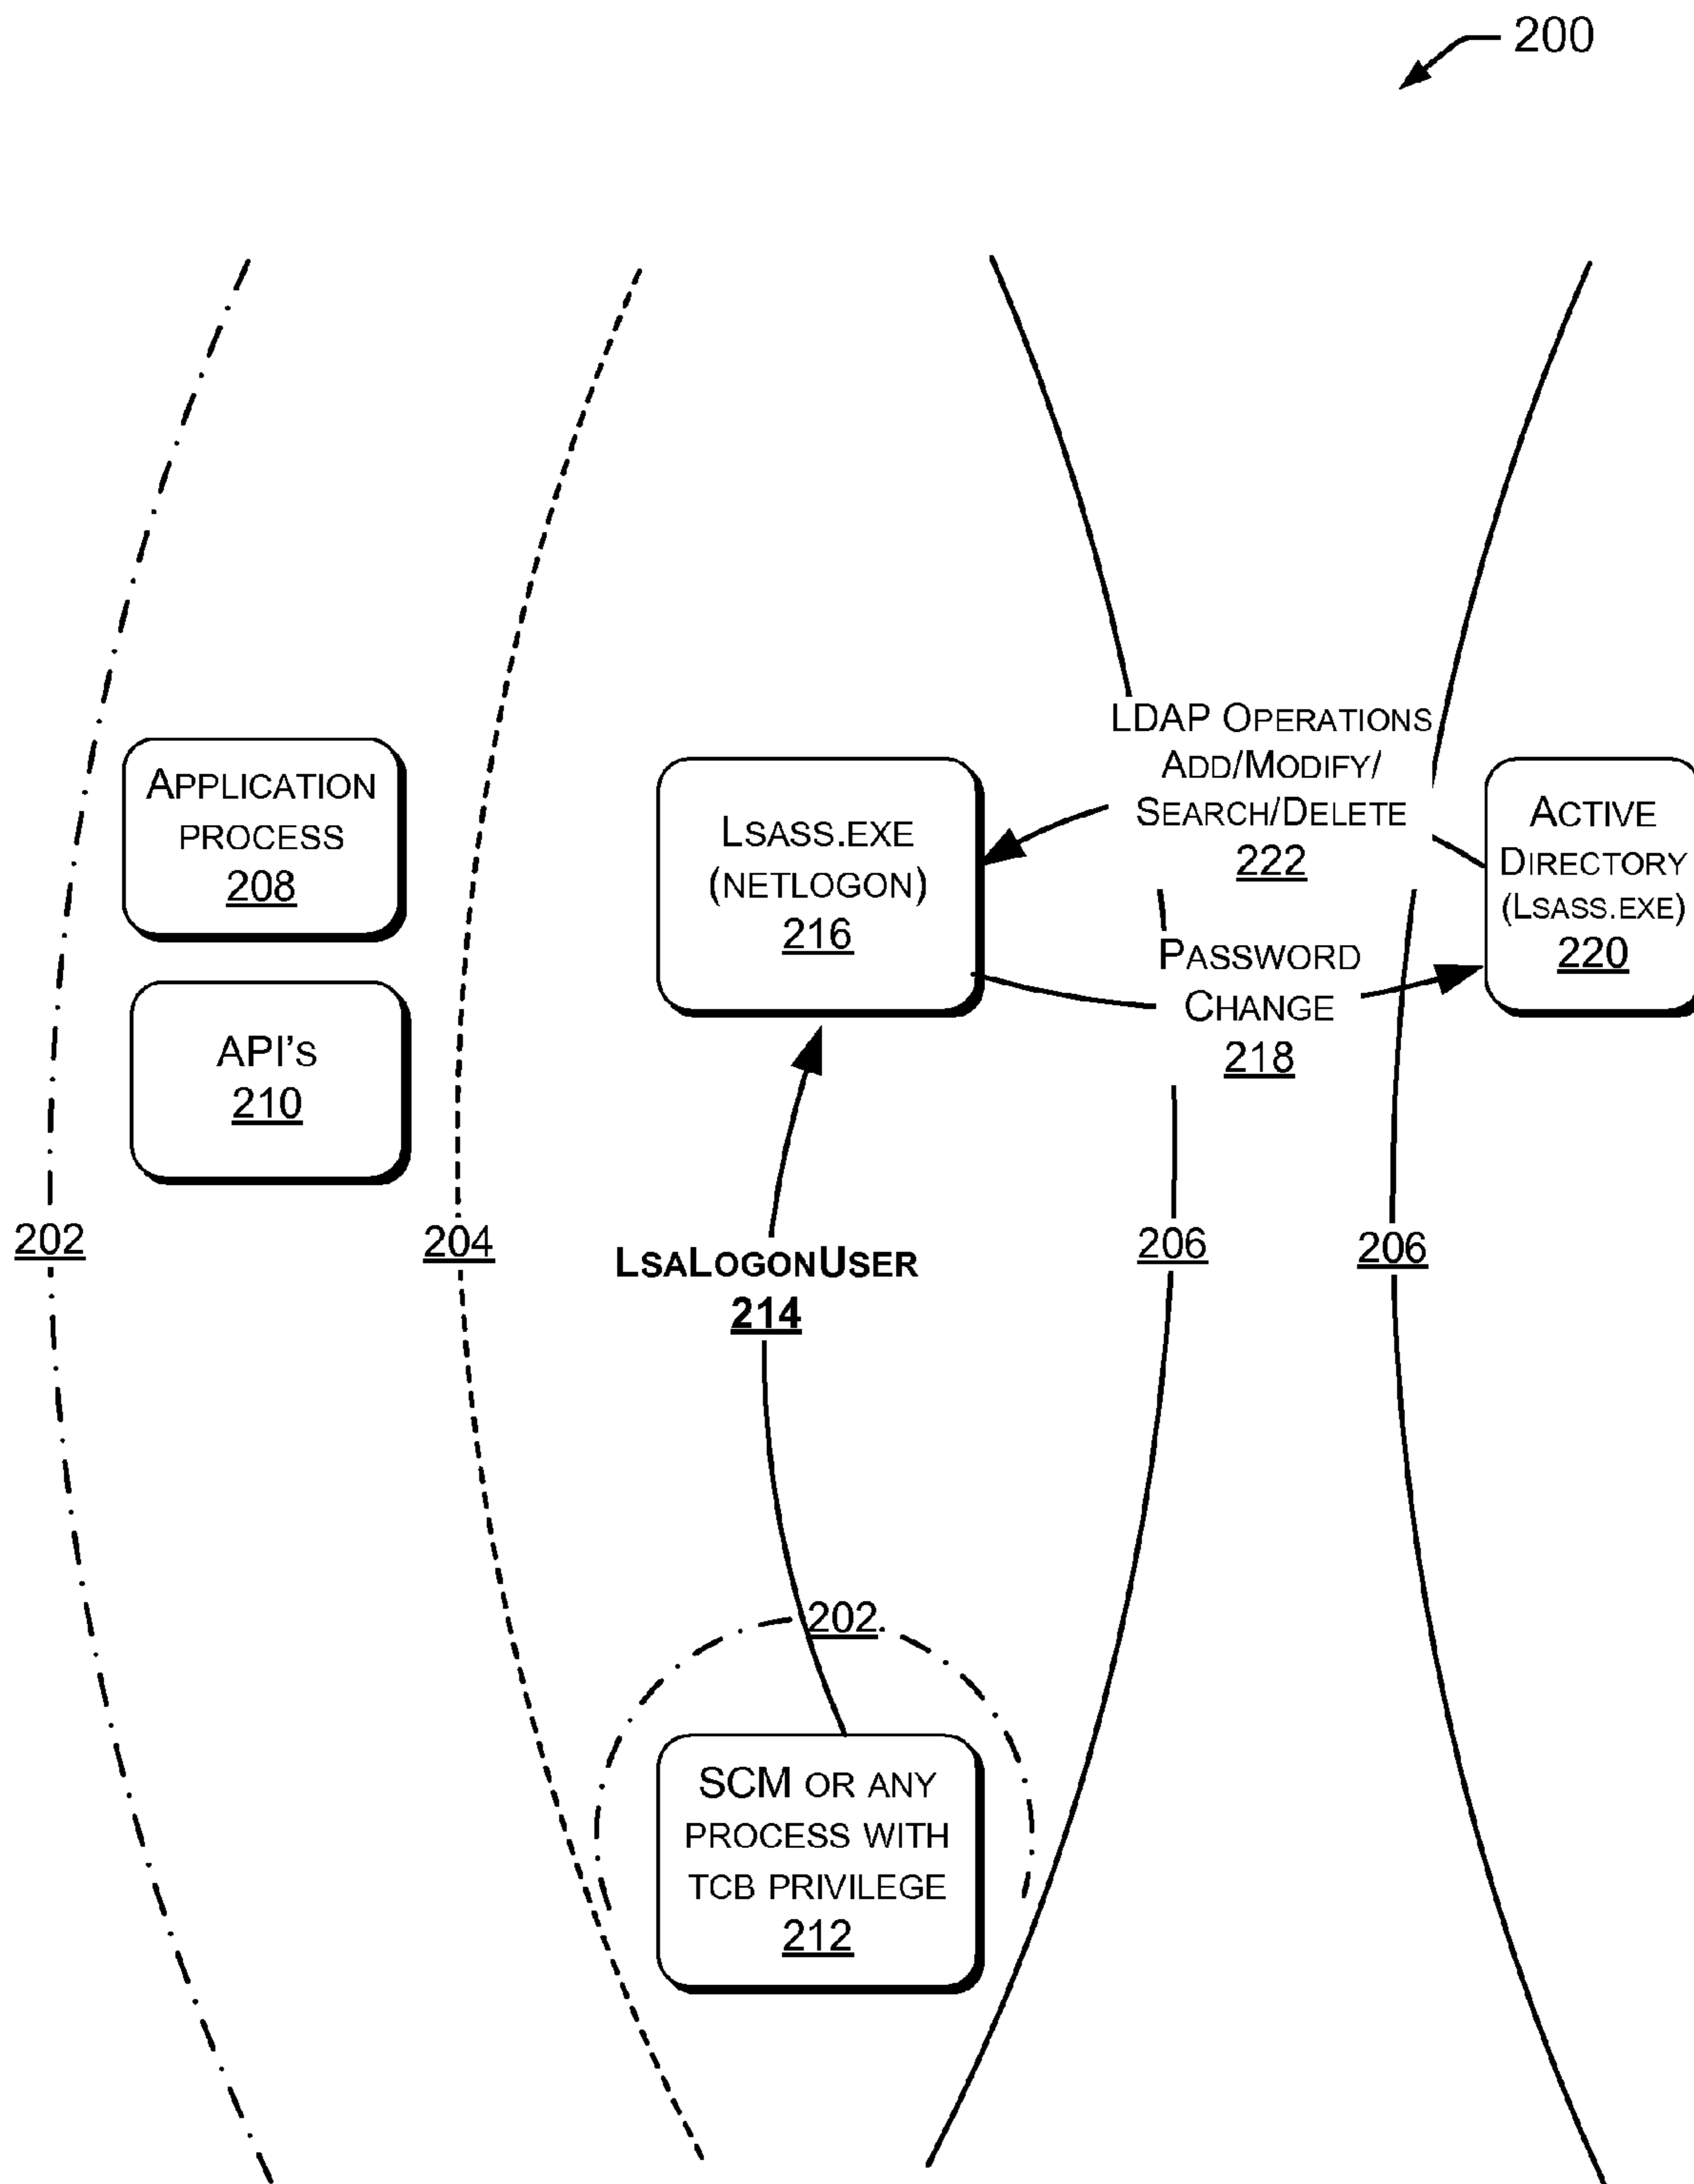 200
LDAP OPERATIONS
ADD/MODIFY/
SEARCH/DELETE
222
APPLICATION
PROCESS
208
LSASS.EXE
(NETLOGON)
216
ACTIVE
DIRECTORY
(LSASS.EXE)
220
PASSWORD
CHANGE
218
API'S
210
202
204
LSALOGONUSER
214
206
206
202
SCM OR ANY
PROCESS WITH
TCB PRIVILEGE
212